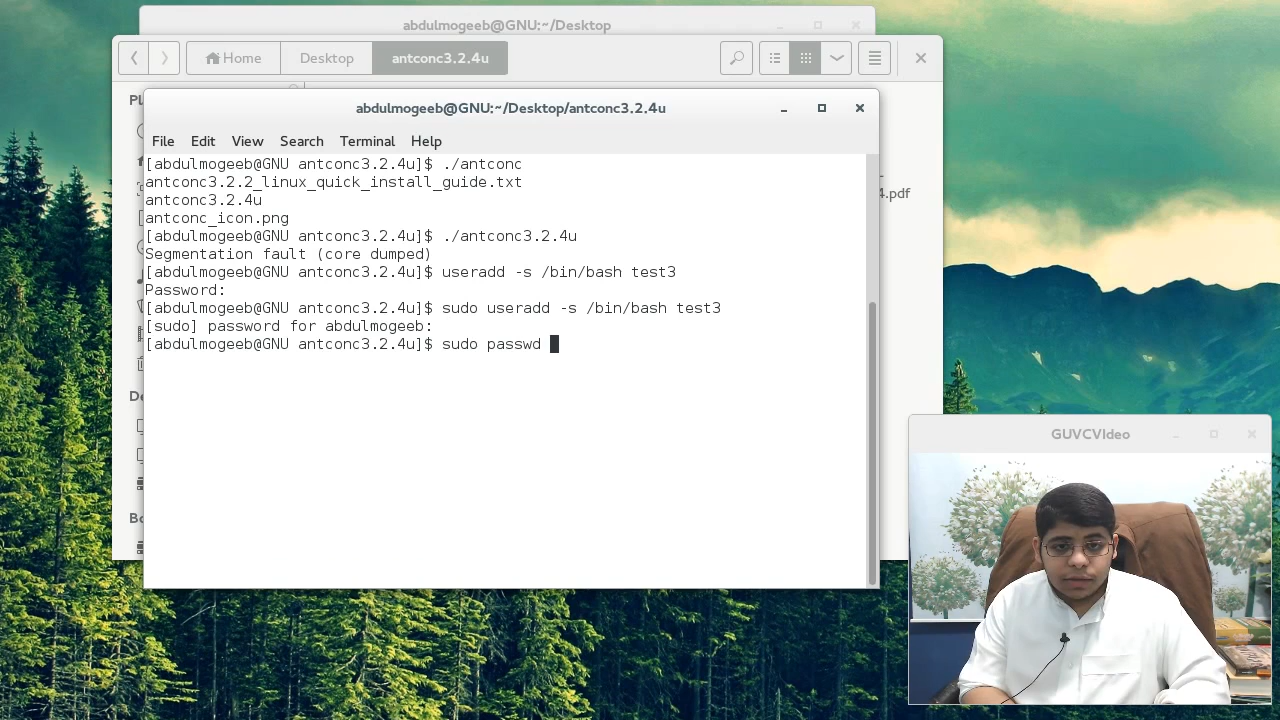 abdulmogeeb@GNU:~/Desktop
Home
Desktop
antconc3.2.4u
Pl
abdulmogeeb@GNU:~/Desktop/antconc3.2.4u
File Edit View Search Terminal Help
[abdulmogeeb@GNU antconc3.2.4u]$ ./antconc
antconc3.2.2_linux_quick_install_guide.txt
antconc3.2.4u
antconc_icon.png
[abdulmogeeb@GNU antconc3.2.4u]$ ./antconc3.2.4u
Segmentation fault (core dumped)
[abdulmogeeb@GNU antconc3.2.4u]$ useradd -s /bin/bash test3
Password:
[abdulmogeeb@GNU antconc3.2.4u]$ sudo useradd -s /bin/bash test3
[sudo] password for abdulmogeeb:
[abdulmogeeb@GNU antconc3.2.4u]$ sudo passwd
4.pdf
De
Bo
GUVCVIdeo